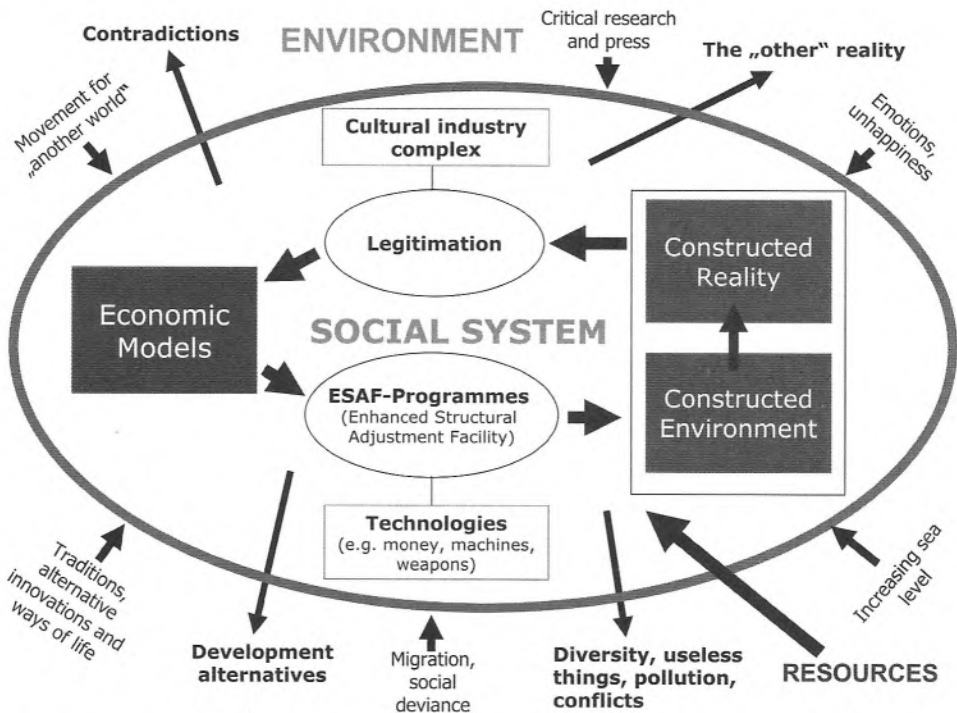 Contradictions
ENVIRONMENT
Critical research
and press
The „other“ reality
Movement for
„another world“
Emotions,
unhappiness
Cultural industry
complex
Legitimation
Constructed
Reality
Economic
Models
SOCIAL SYSTEM
ESAF-Programmes
(Enhanced Structural
Adjustment Facility)
Constructed
Environment
Technologies
(e.g. money, machines,
weapons)
Traditions,
alternative
innovations and
ways of life
Increasing sea
level
Development
alternatives
Migration,
social
deviance
Diversity, useless
things, pollution,
conflicts
RESOURCES